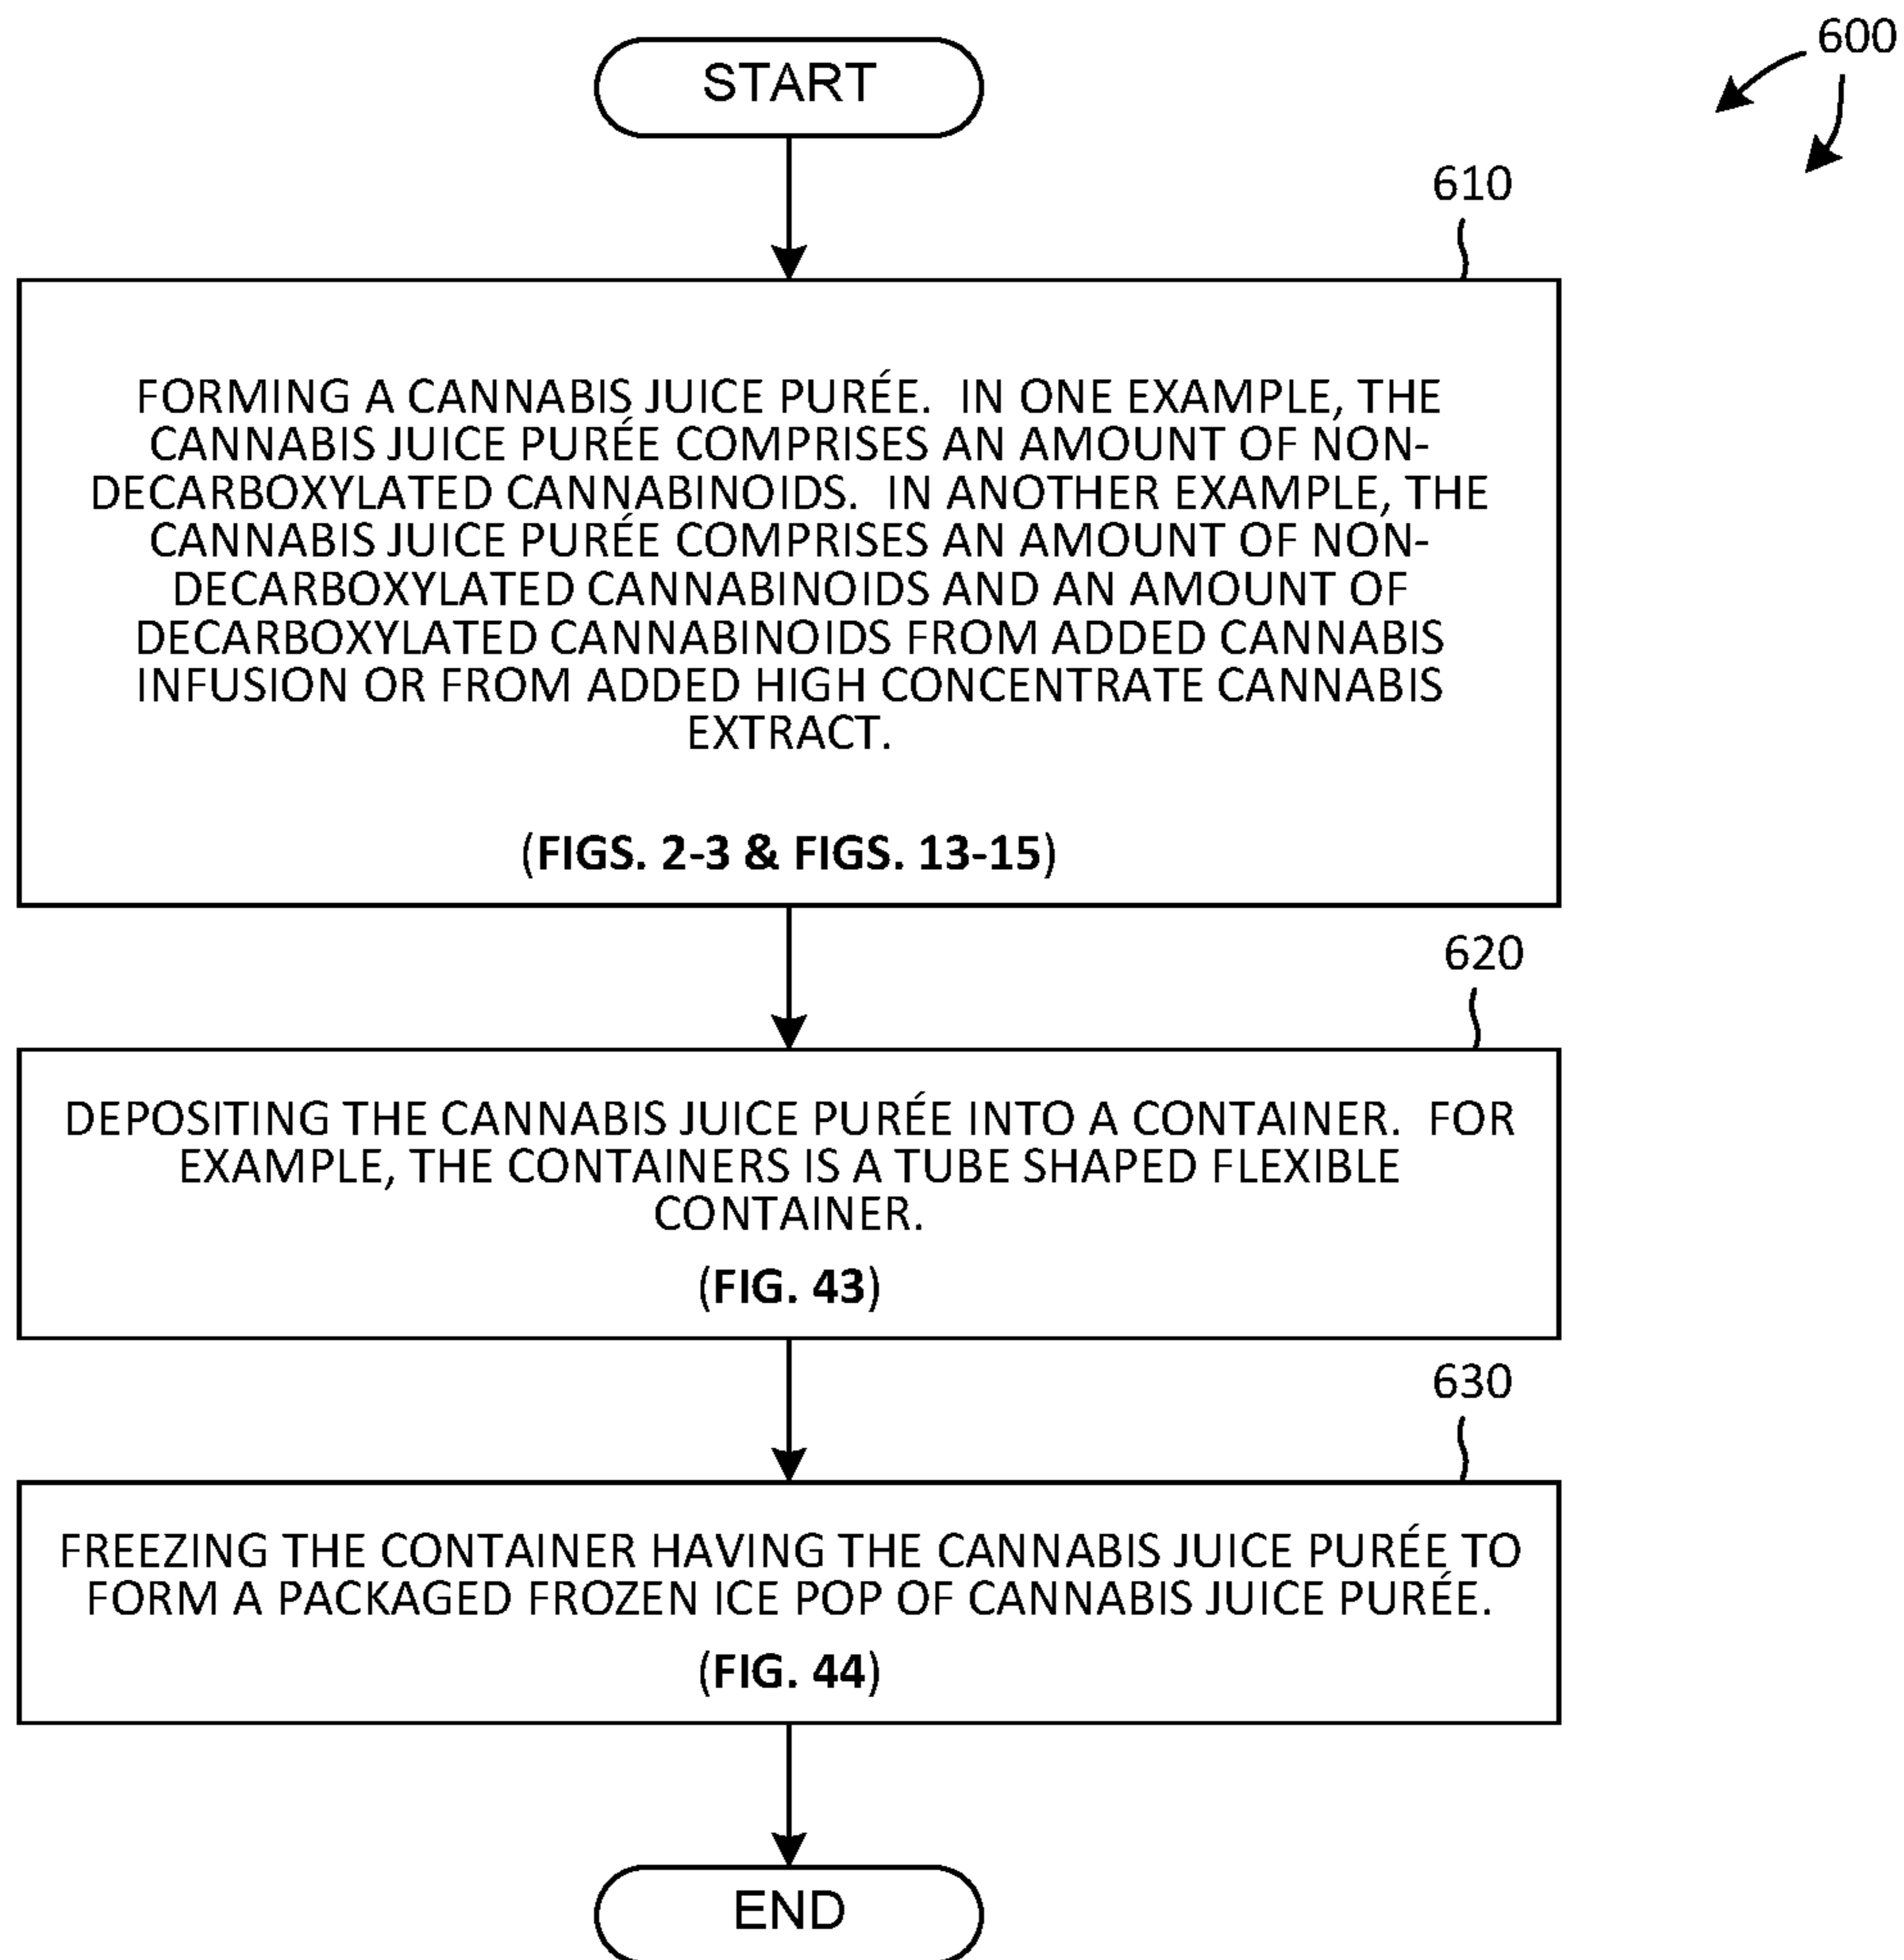 START
600
610
FORMING A CANNABIS JUICE PURÉE.  IN ONE EXAMPLE, THE
CANNABIS JUICE PURÉE COMPRISES AN AMOUNT OF NON-
DECARBOXYLATED CANNABINOIDS.  IN ANOTHER EXAMPLE, THE
CANNABIS JUICE PURÉE COMPRISES AN AMOUNT OF NON-
DECARBOXYLATED CANNABINOIDS AND AN AMOUNT OF
DECARBOXYLATED CANNABINOIDS FROM ADDED CANNABIS
INFUSION OR FROM ADDED HIGH CONCENTRATE CANNABIS
EXTRACT.
(FIGS. 2-3 & FIGS. 13-15)
620
DEPOSITING THE CANNABIS JUICE PURÉE INTO A CONTAINER.  FOR
EXAMPLE, THE CONTAINERS IS A TUBE SHAPED FLEXIBLE
CONTAINER.
(FIG. 43)
630
FREEZING THE CONTAINER HAVING THE CANNABIS JUICE PURÉE TO
FORM A PACKAGED FROZEN ICE POP OF CANNABIS JUICE PURÉE.
(FIG. 44)
END